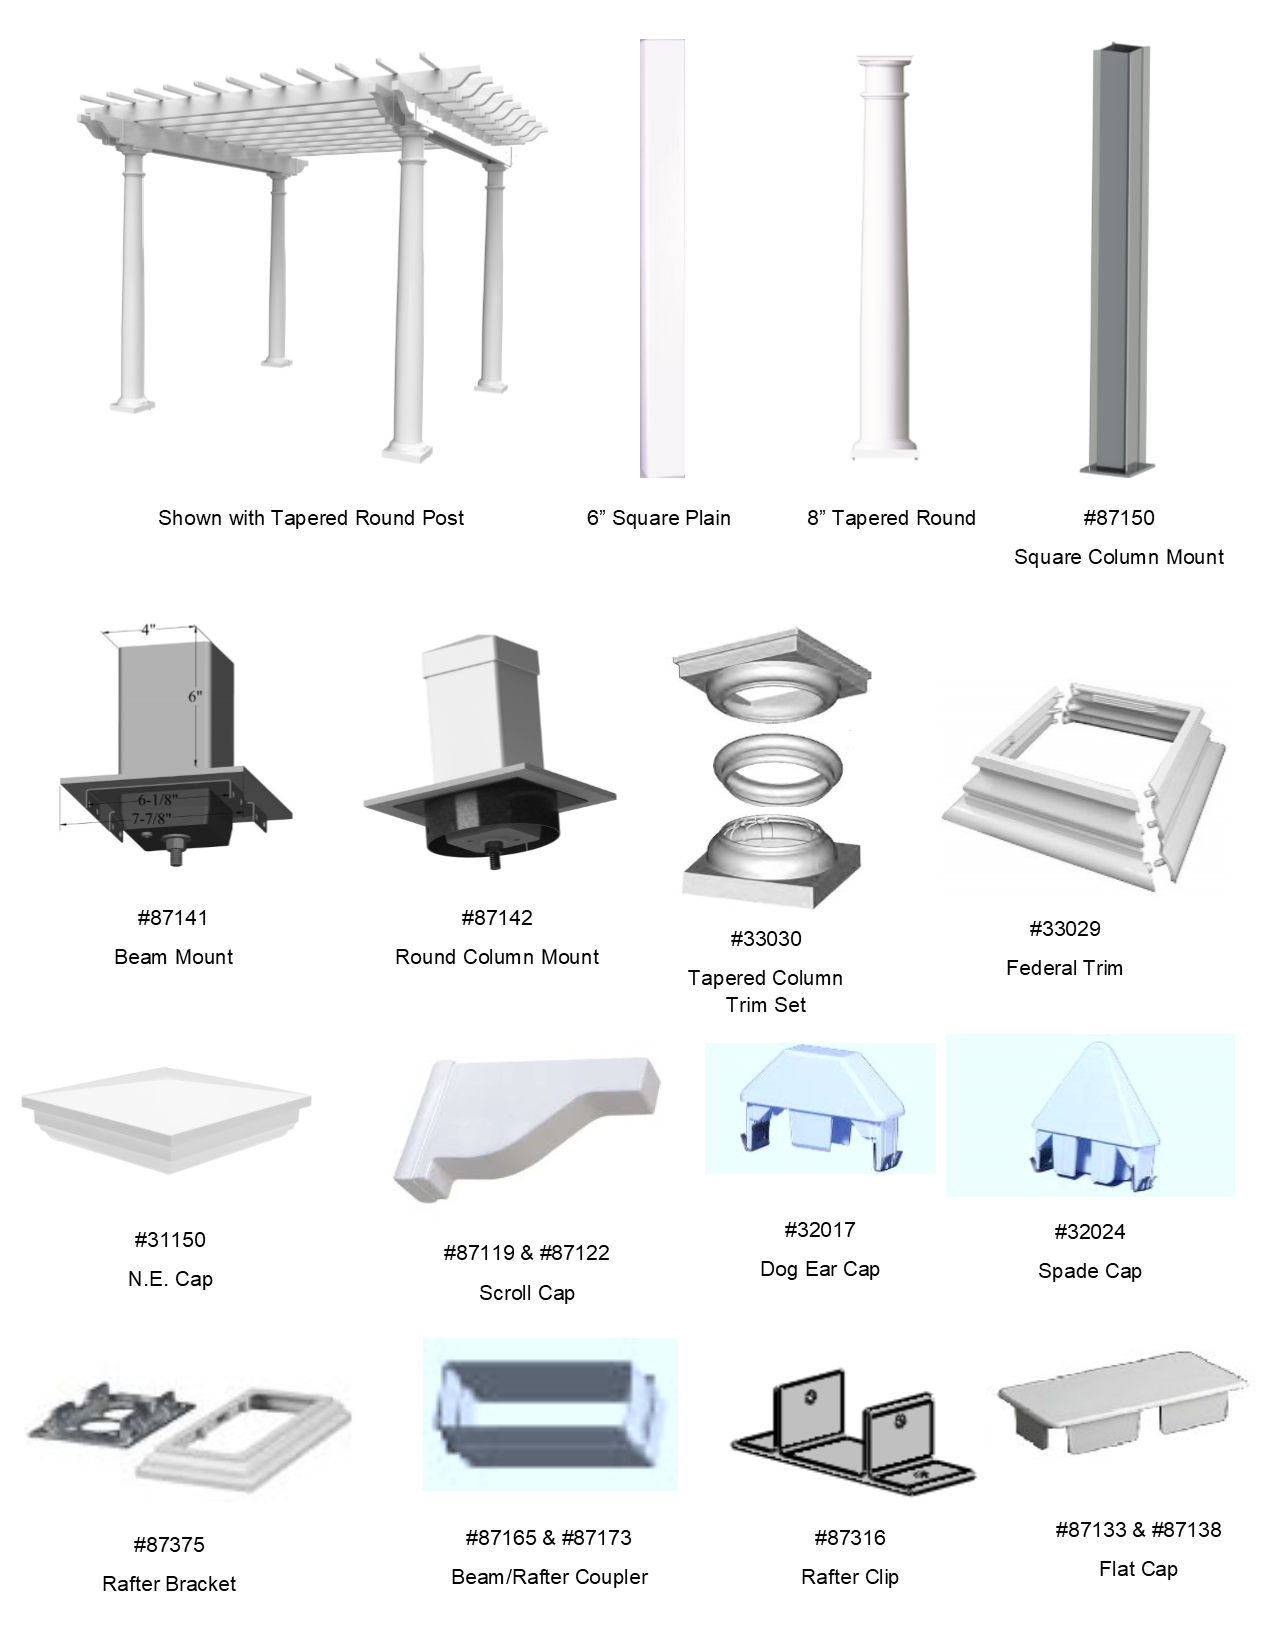 Shown with Tapered Round Post
6” Square Plain
8” Tapered Round
#87150
Square Column Mount
4"
6"
6-1/8"
7-7/8"
#87141
Beam Mount
#87142
Round Column Mount
#33030
Tapered Column
Trim Set
#33029
Federal Trim
#31150
N.E. Cap
#87119 & #87122
Scroll Cap
#32017
Dog Ear Cap
#32024
Spade Cap
#87375
Rafter Bracket
#87165 & #87173
Beam/Rafter Coupler
#87316
Rafter Clip
#87133 & #87138
Flat Cap